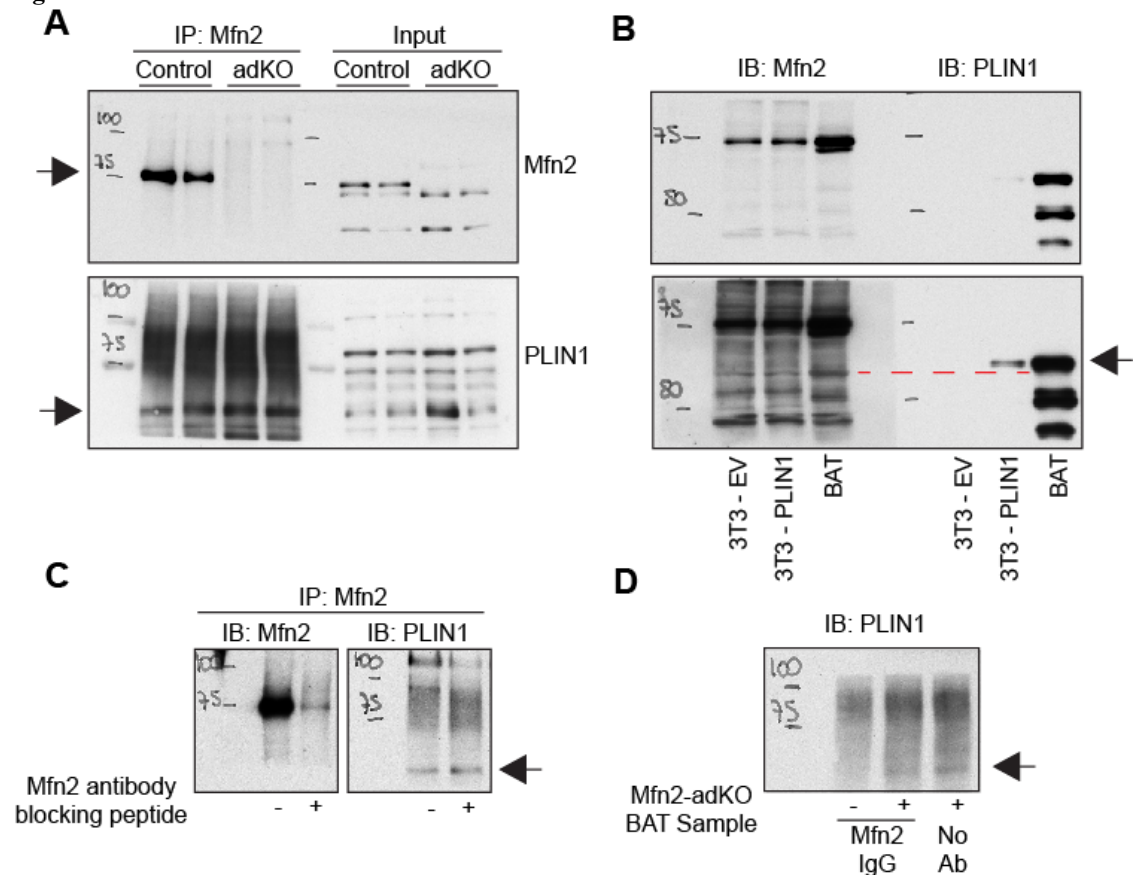 g
A
IP: Mfn2 Input
Control adKO Control adKO
100
75
Mfn2
100
75
PLIN1
B
IB: Mfn2 IB: PLIN1
75
80
75
80
3T3 - EV
3T3 - PLIN1
BAT
3T3 - EV
3T3 - PLIN1
BAT
C
IP: Mfn2
IB: Mfn2 IB: PLIN1
100
75
100
75
Mfn2 antibody
blocking peptide
- + - +
D
IB: PLIN1
100
75
Mfn2-adKO
BAT Sample
- + +
Mfn2 No
IgG Ab